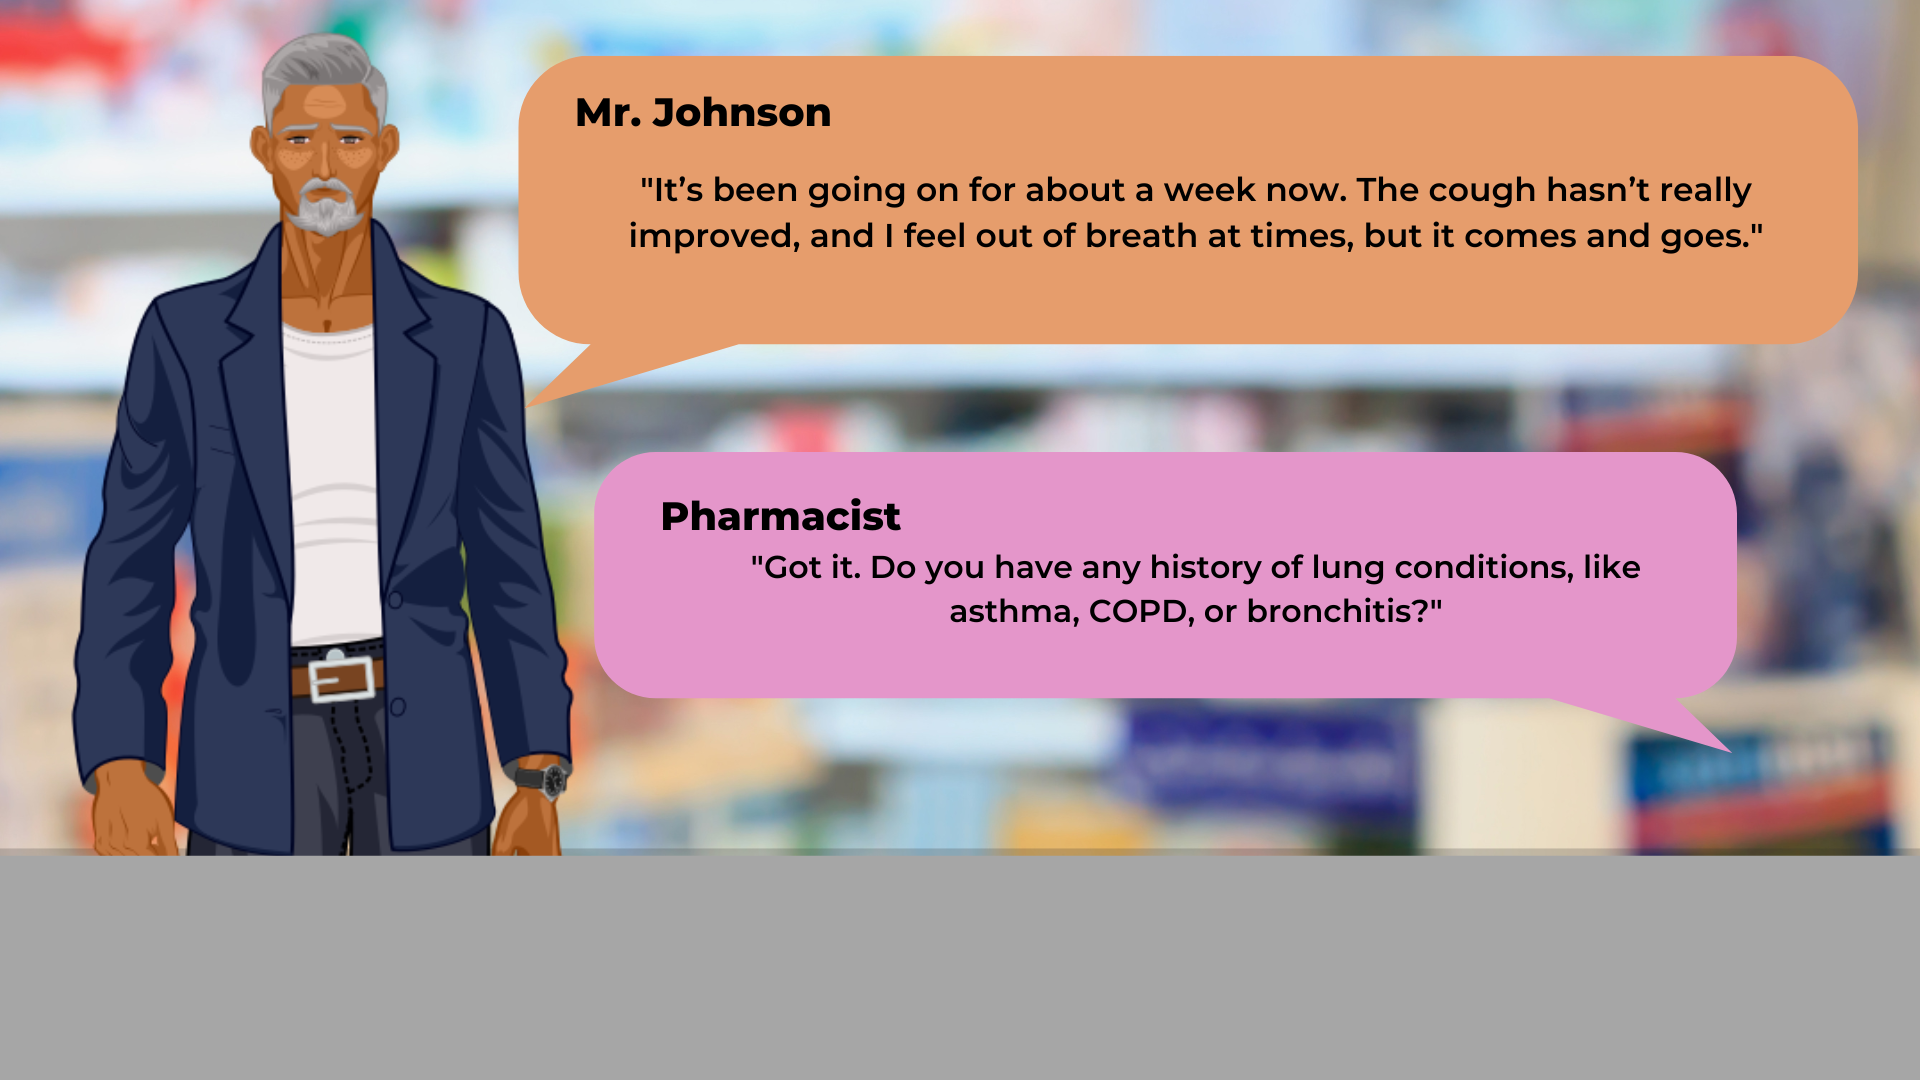 Mr. Johnson
"It’s been going on for about a week now. The cough hasn’t really
improved, and I feel out of breath at times, but it comes and goes."
Pharmacist
"Got it. Do you have any history of lung conditions, like
asthma, COPD, or bronchitis?"